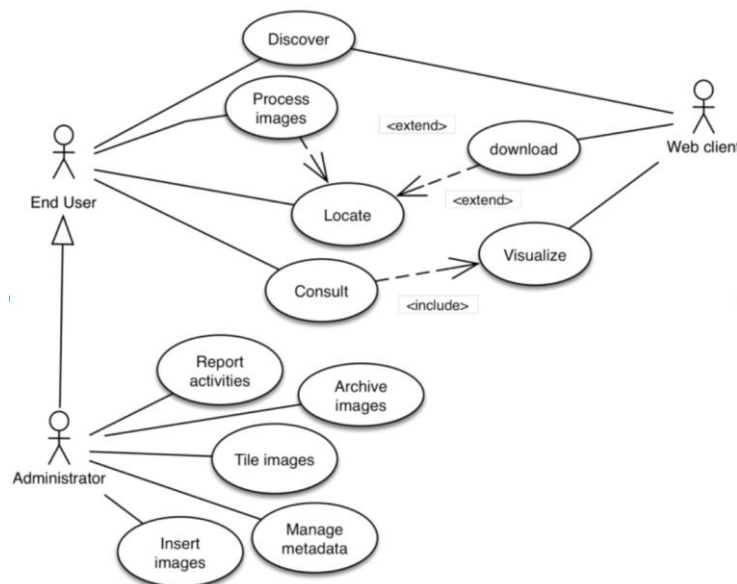 Discover
Process
images
<extend>
download
Web client
End User
Locate
<extend>
Visualize
Consult
<include>
Report
activities
Archive
images
Tile images
Administrator
Manage
metadata
Insert
images